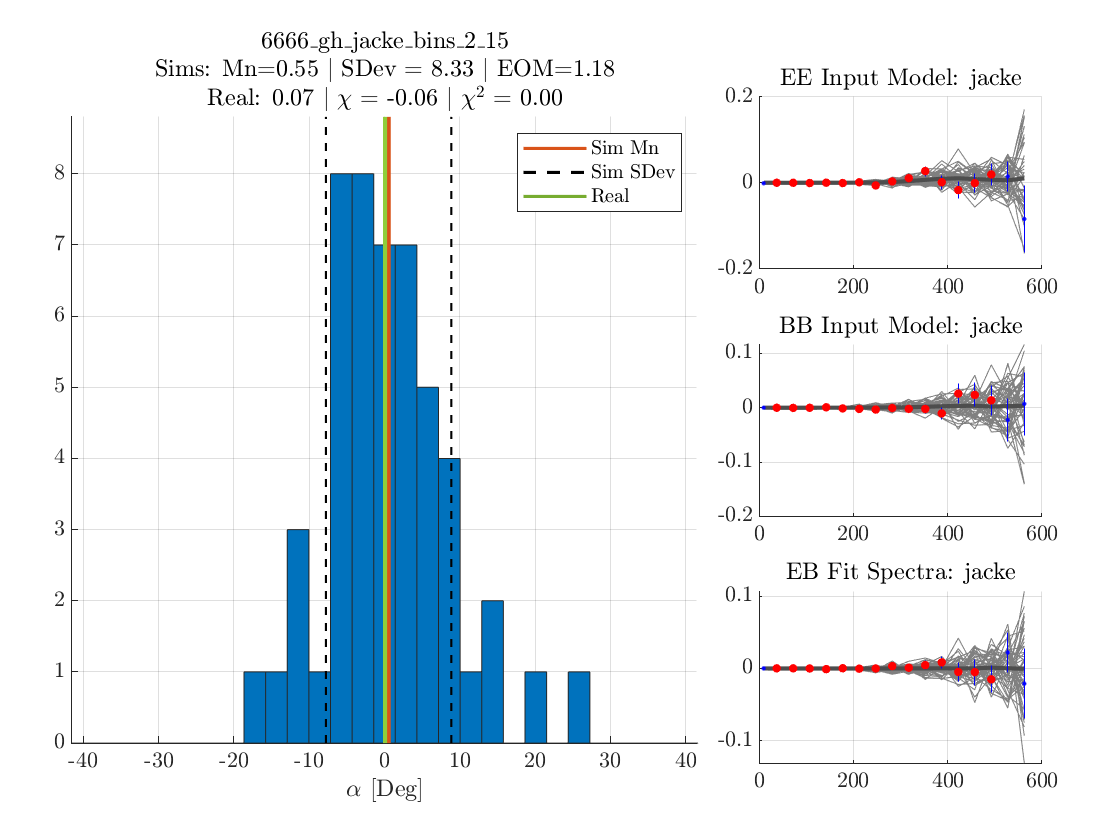 6666_gh_jacke_bins_2_15
Sims: Mn=0.55 | SDev = 8.33 | EOM=1.18
Real: 0.07 | χ = -0.06 | χ² = 0.00
Sim Mn
Sim SDev
Real
8
7
6
5
4
3
2
1
0
-40 -30 -20 -10 0 10 20 30 40
α [Deg]
EE Input Model: jacke
0.2
0
-0.2
0 200 400 600
BB Input Model: jacke
0.1
0
-0.1
-0.2
0 200 400 600
EB Fit Spectra: jacke
0.1
0
-0.1
0 200 400 600